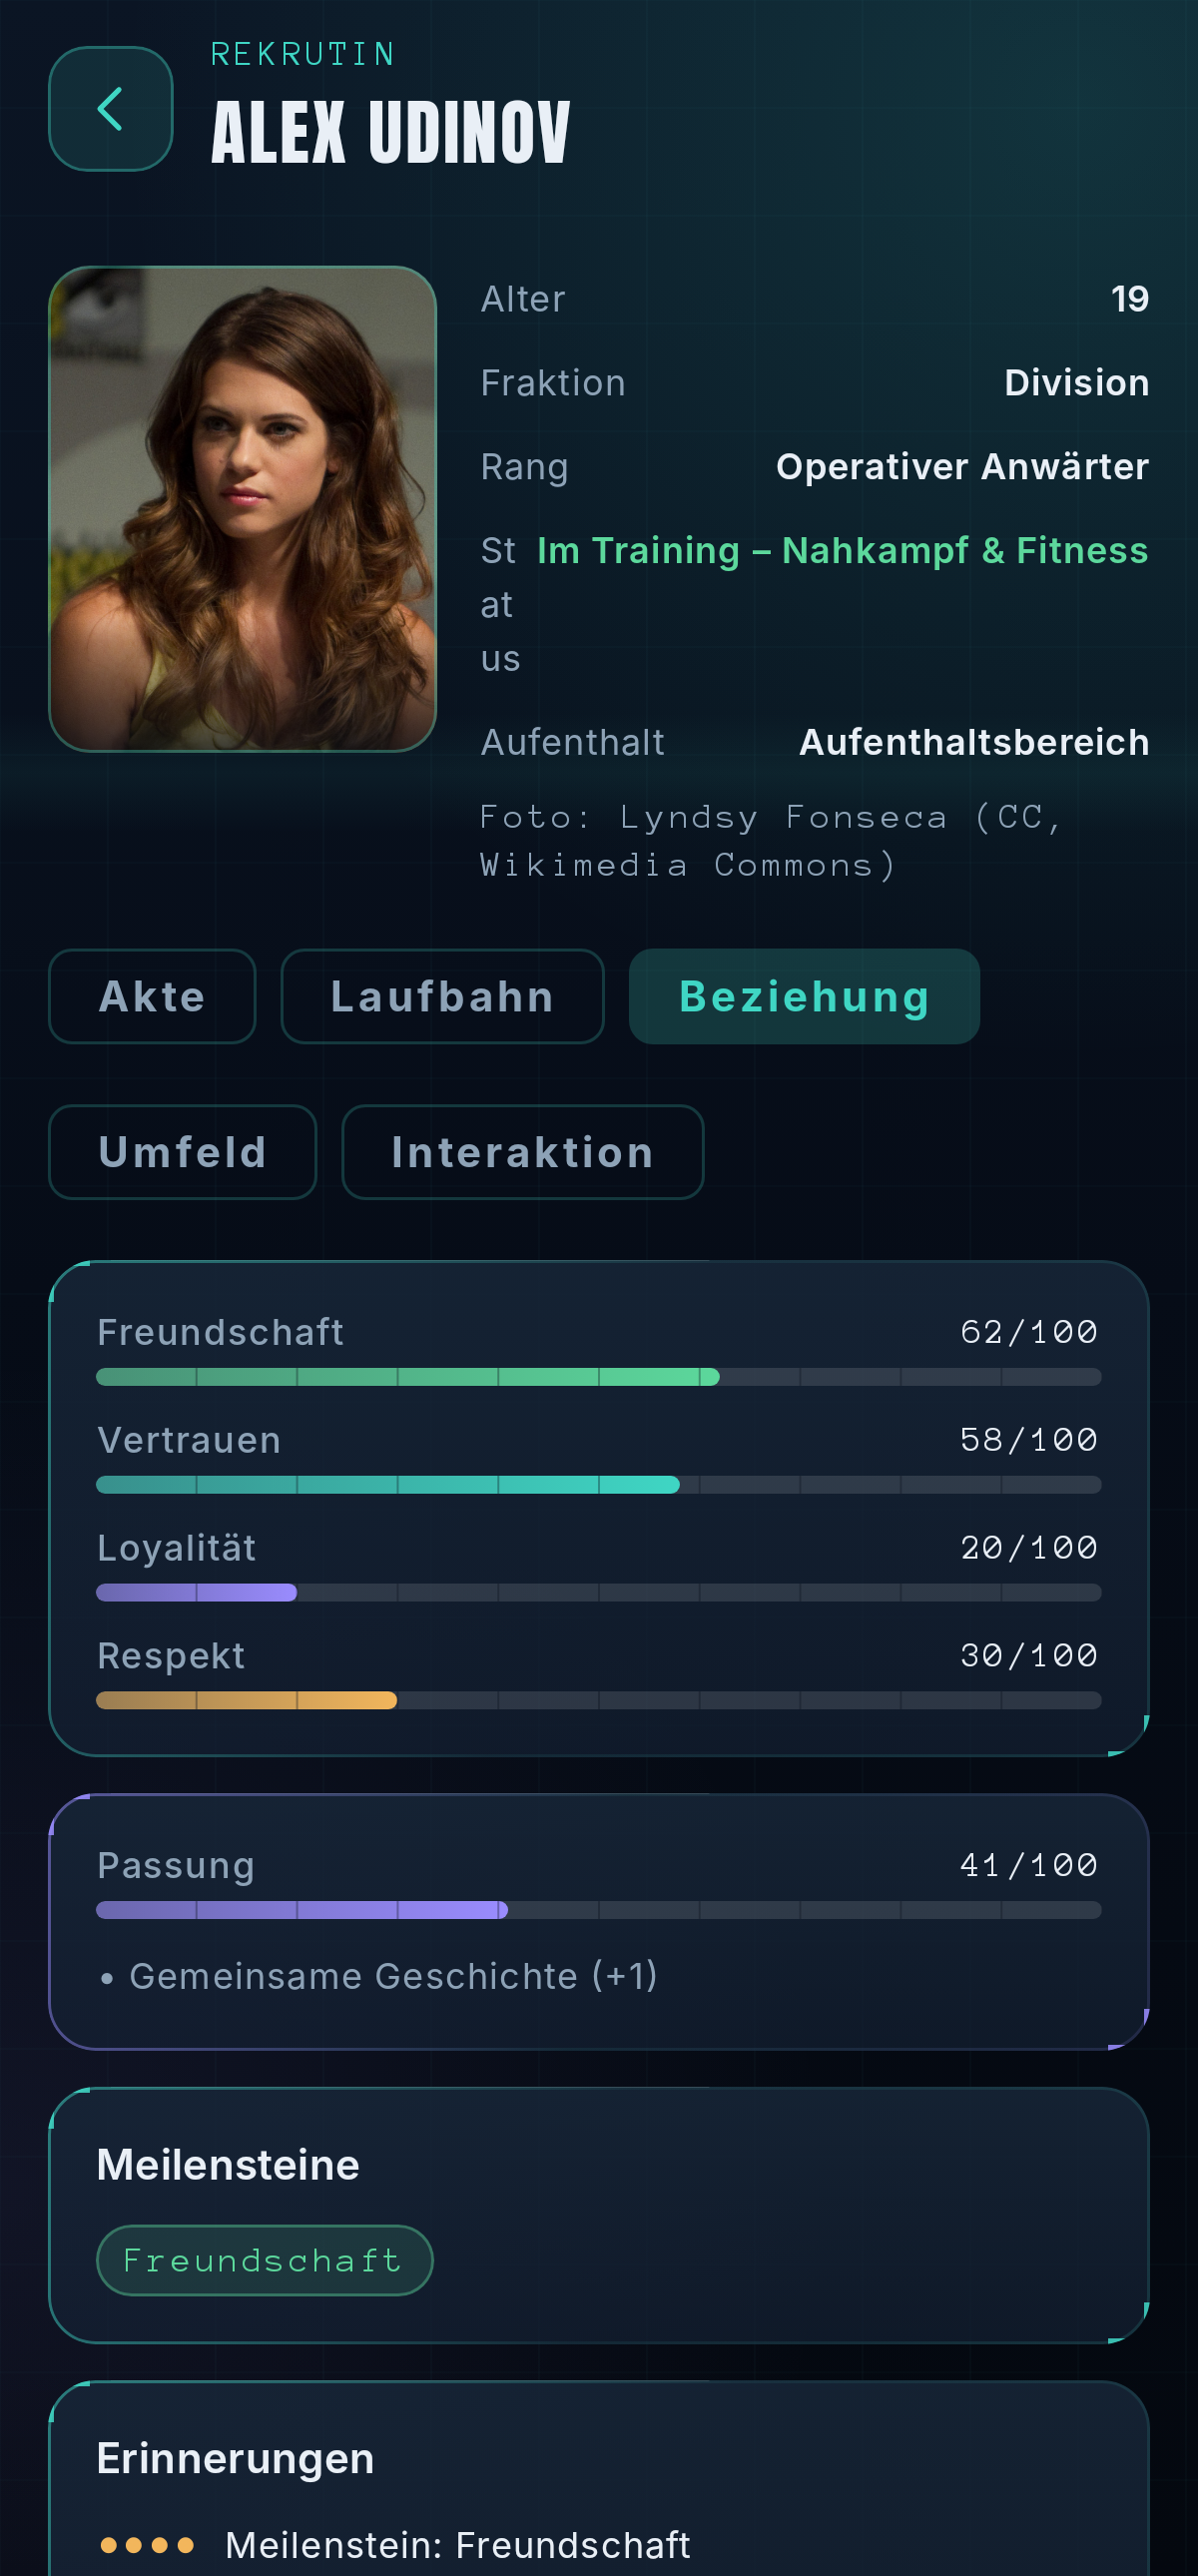 REKRUTIN
ALEX UDINOV
Alter 19
Fraktion Division
Rang Operativer Anwärter
St Im Training – Nahkampf & Fitness
at
us
Aufenthalt Aufenthaltsbereich
Foto: Lyndsy Fonseca (CC,
Wikimedia Commons)
Akte Laufbahn Beziehung
Umfeld Interaktion
Freundschaft 62/100
Vertrauen 58/100
Loyalität 20/100
Respekt 30/100
Passung 41/100
• Gemeinsame Geschichte (+1)
Meilensteine
Freundschaft
Erinnerungen
•••• Meilenstein: Freundschaft